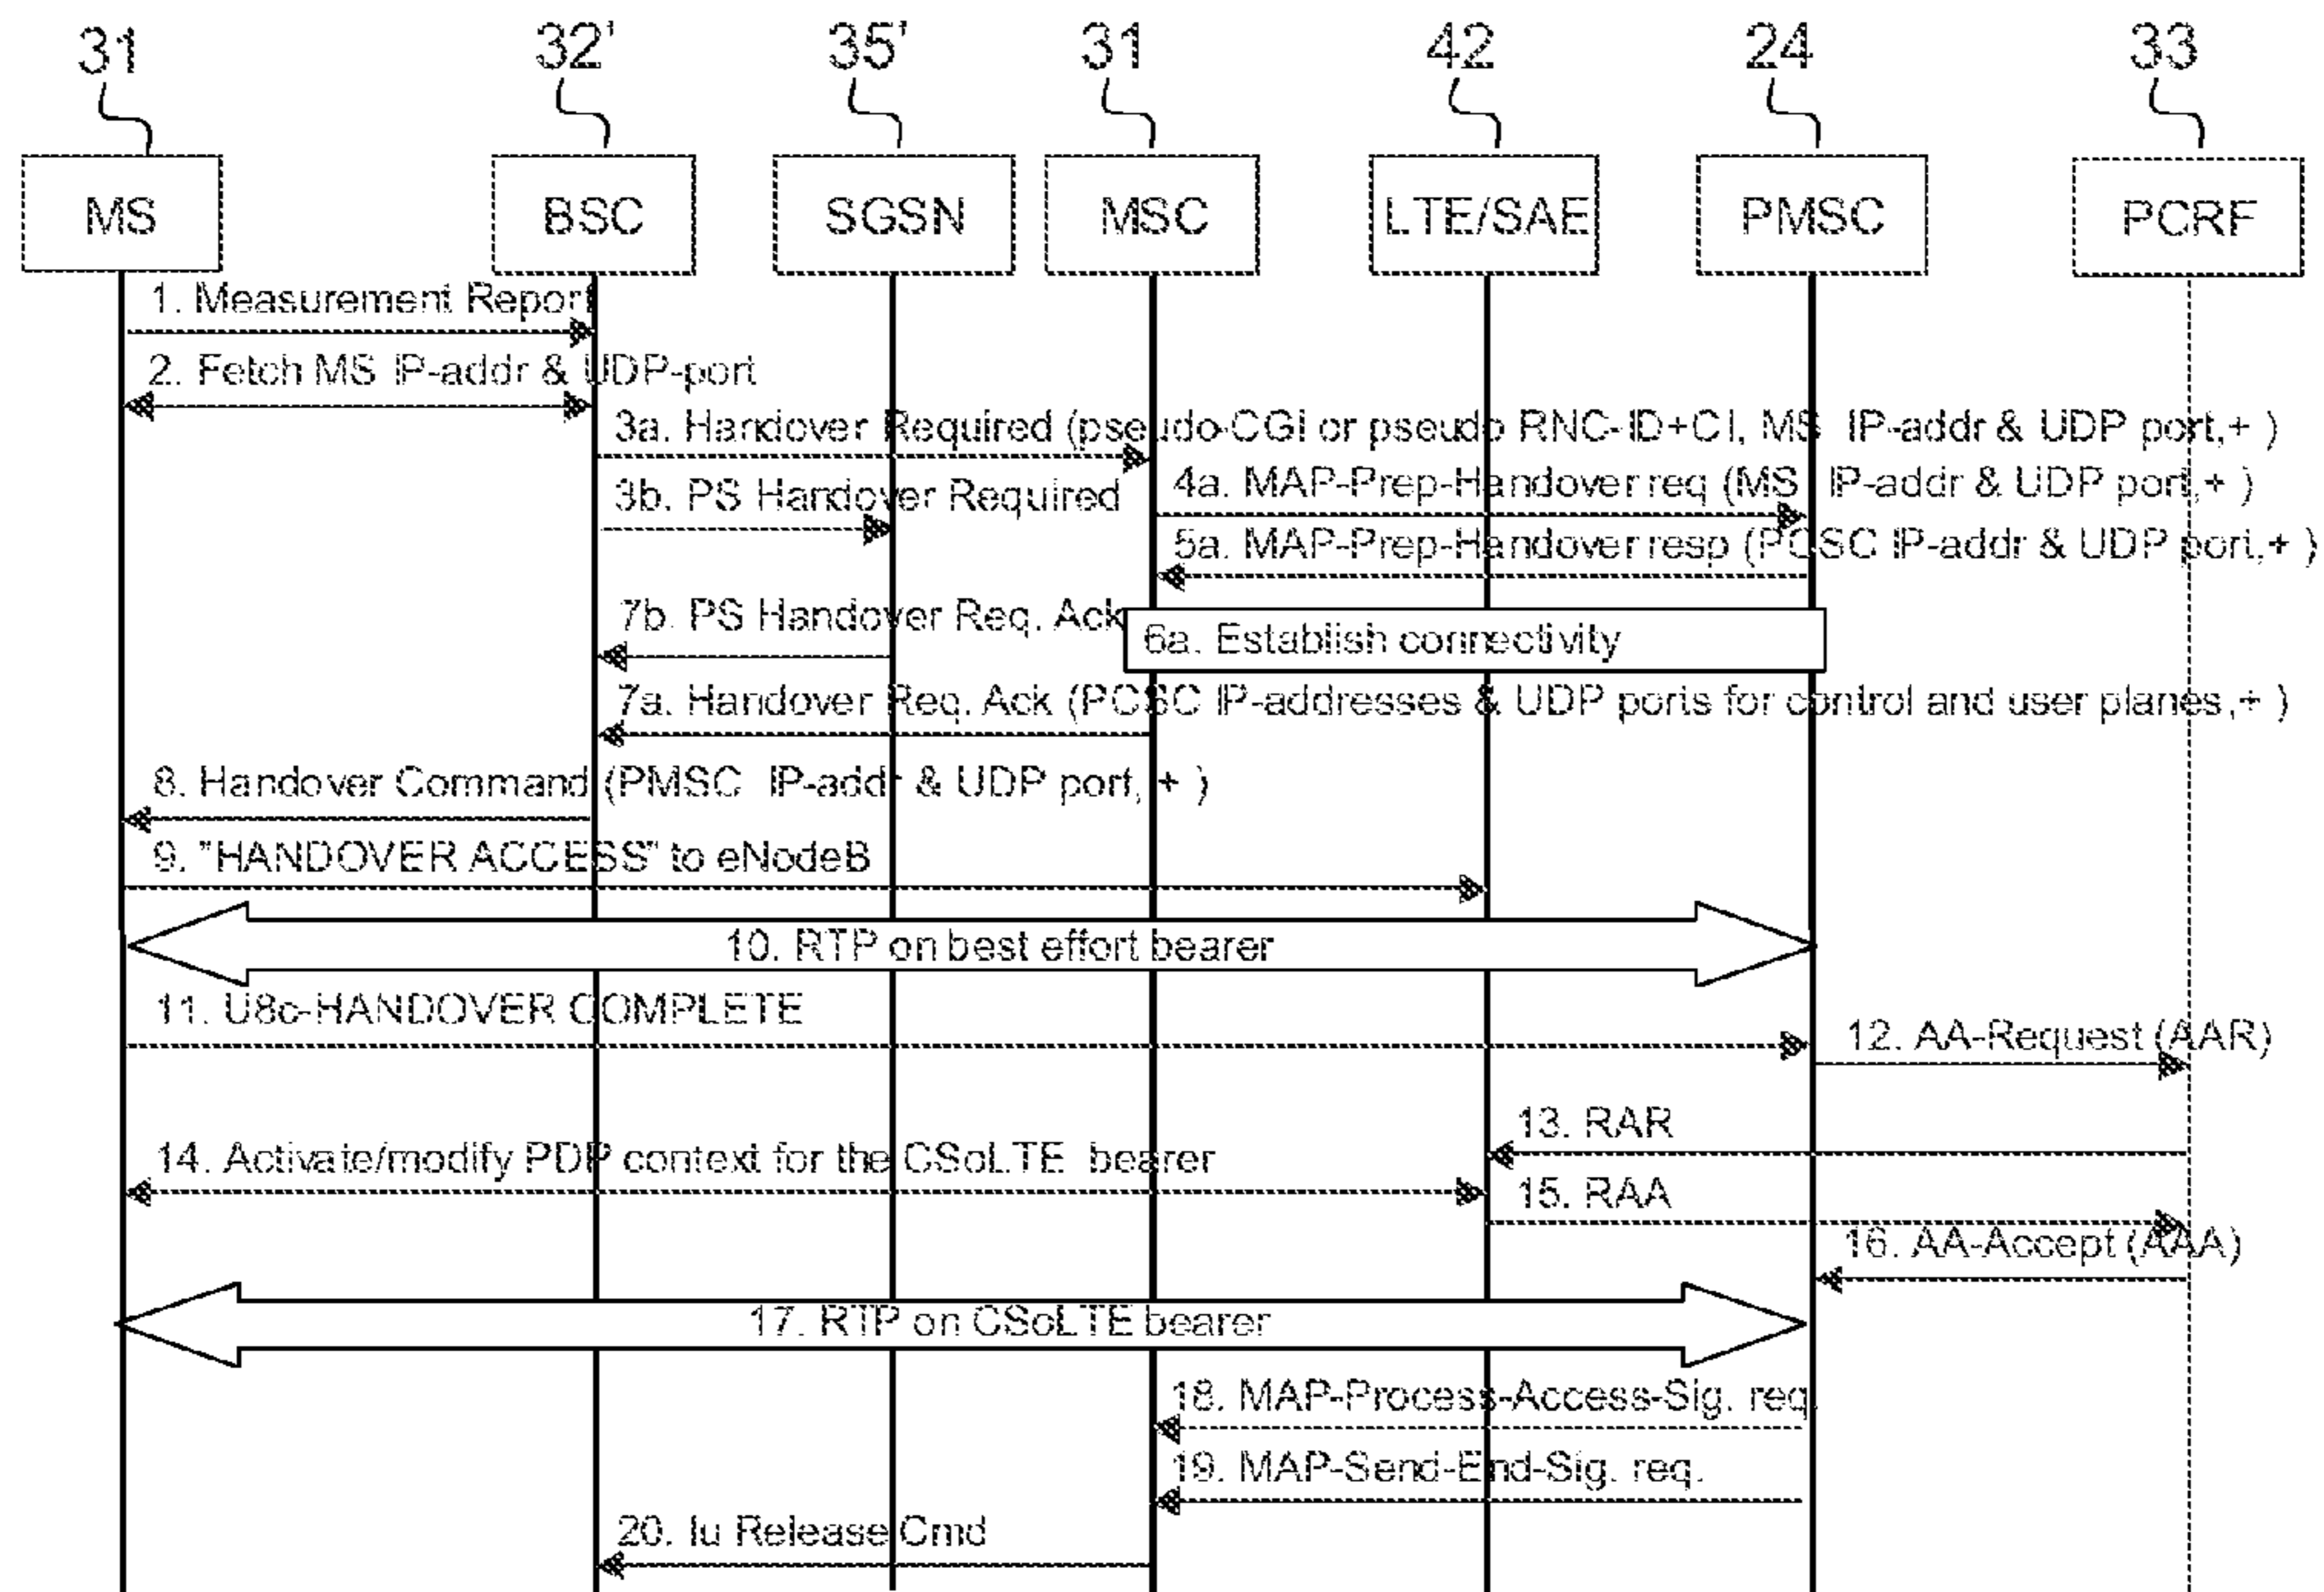 31 32' 35' 31 42 24 33
MS BSC SGSN MSC LTE/SAE PMSC PCRF
1. Measurement Report
2. Fetch MS IP-addr & UDP-port
3a. Handover Required (pseudo-CGI or pseudo RNC-ID+CI, MS IP-addr & UDP port,+ )
3b. PS Handover Required
4a. MAP-Prep-Handover req (MS IP-addr & UDP port,+ )
5a. MAP-Prep-Handover resp (PCSC IP-addr & UDP port,+ )
7b. PS Handover Req. Ack
6a. Establish connectivity
7a. Handover Req. Ack (PCSC IP-addresses & UDP ports for control and user planes,+ )
8. Handover Command (PMSC IP-addr & UDP port, + )
9. "HANDOVER ACCESS" to eNodeB
10. RTP on best effort bearer
11. U8c-HANDOVER COMPLETE
12. AA-Request (AAR)
13. RAR
14. Activate/modify PDP context for the CSoLTE bearer
15. RAA
16. AA-Accept (AAA)
17. RTP on CSoLTE bearer
18. MAP-Process-Access-Sig. req.
19. MAP-Send-End-Sig. req.
20. Iu Release Cmd